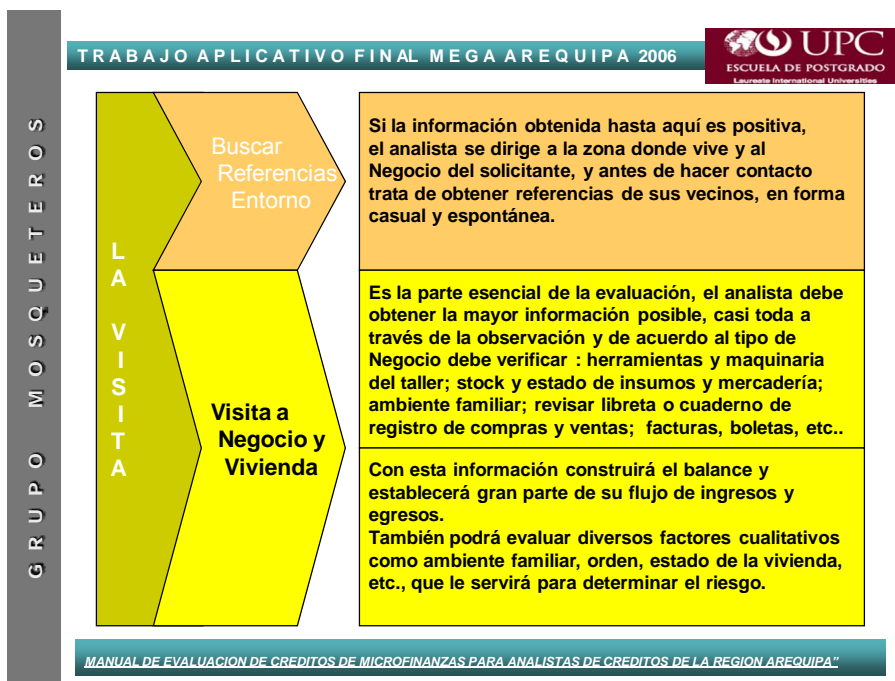 TRABAJO APLICATIVO FINAL MEGA AREQUIPA 2006
UPC
ESCUELA DE POSTGRADO
Laureate International Universities
GRUPO MOSQUETEROS
LA VISITA
Buscar
Referencias
Entorno
Si la información obtenida hasta aquí es positiva,
el analista se dirige a la zona donde vive y al
Negocio del solicitante, y antes de hacer contacto
trata de obtener referencias de sus vecinos, en forma
casual y espontánea.
Visita a
Negocio y
Vivienda
Es la parte esencial de la evaluación, el analista debe
obtener la mayor información posible, casi toda a
través de la observación y de acuerdo al tipo de
Negocio debe verificar : herramientas y maquinaria
del taller; stock y estado de insumos y mercadería;
ambiente familiar; revisar libreta o cuaderno de
registro de compras y ventas; facturas, boletas, etc..
Con esta información construirá el balance y
establecerá gran parte de su flujo de ingresos y
egresos.
También podrá evaluar diversos factores cualitativos
como ambiente familiar, orden, estado de la vivienda,
etc., que le servirá para determinar el riesgo.
MANUAL DE EVALUACION DE CREDITOS DE MICROFINANZAS PARA ANALISTAS DE CREDITOS DE LA REGION AREQUIPA”